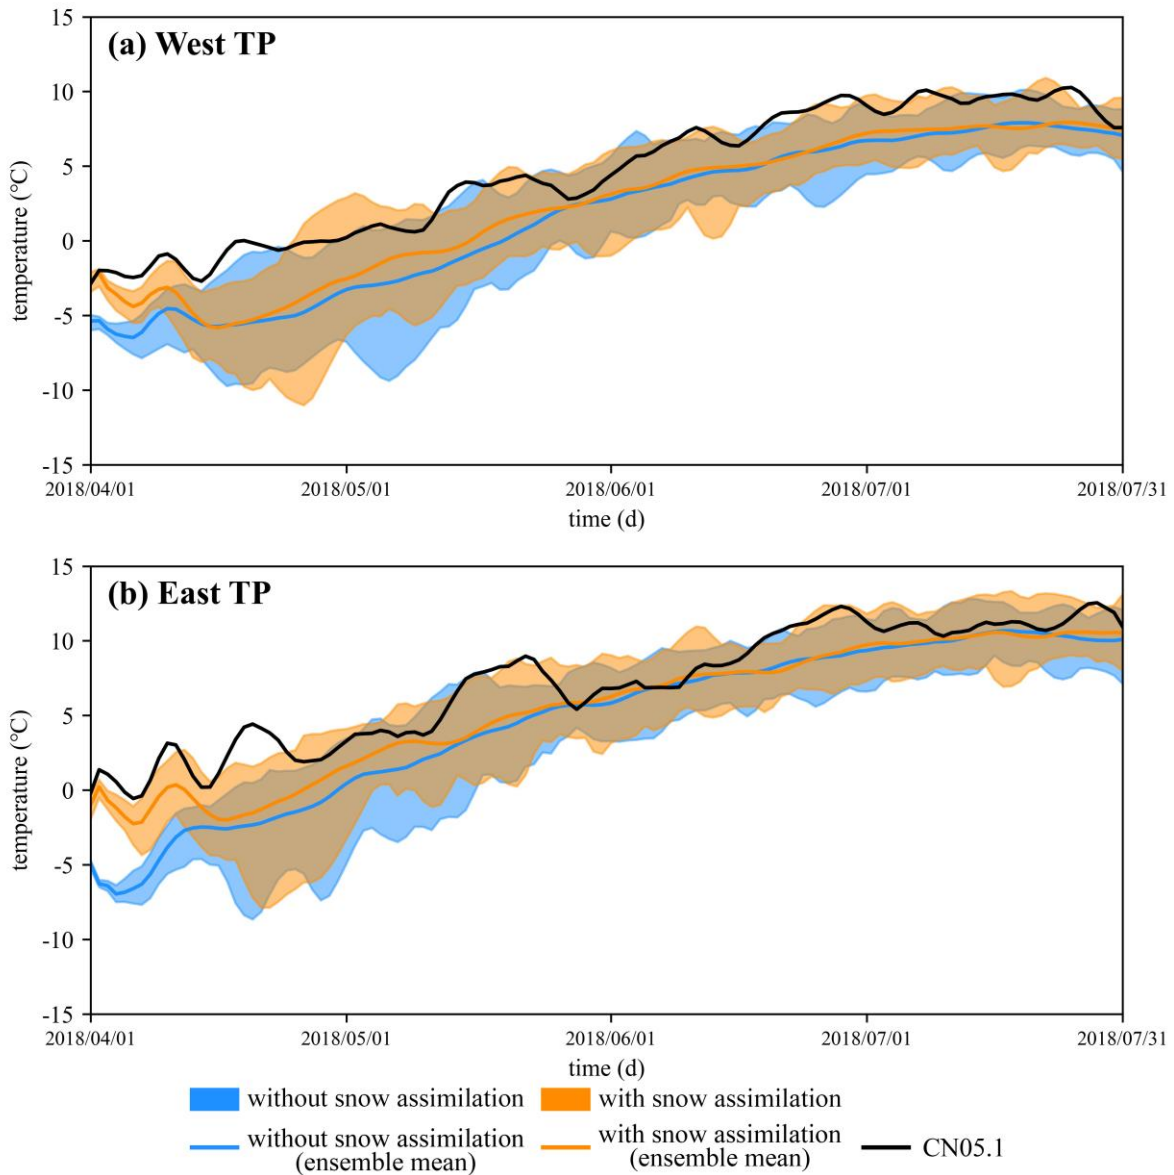 (a) West TP
15
10
5
0
-5
-10
-15
temperature (°C)
2018/04/01 2018/05/01 2018/06/01 2018/07/01 2018/07/31
time (d)
(b) East TP
15
10
5
0
-5
-10
-15
temperature (°C)
2018/04/01 2018/05/01 2018/06/01 2018/07/01 2018/07/31
time (d)
without snow assimilation with snow assimilation
without snow assimilation with snow assimilation CN05.1
(ensemble mean) (ensemble mean)